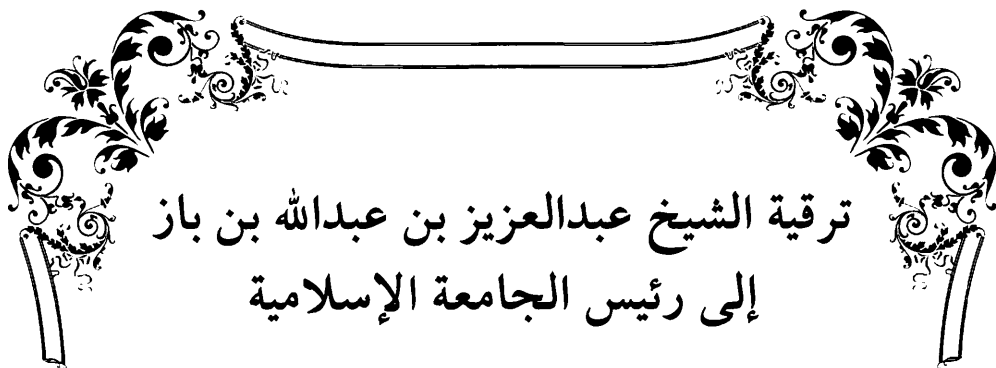 ترقية الشيخ عبدالعزيز بن عبدالله بن باز
إلى رئيس الجامعة الإسلامية